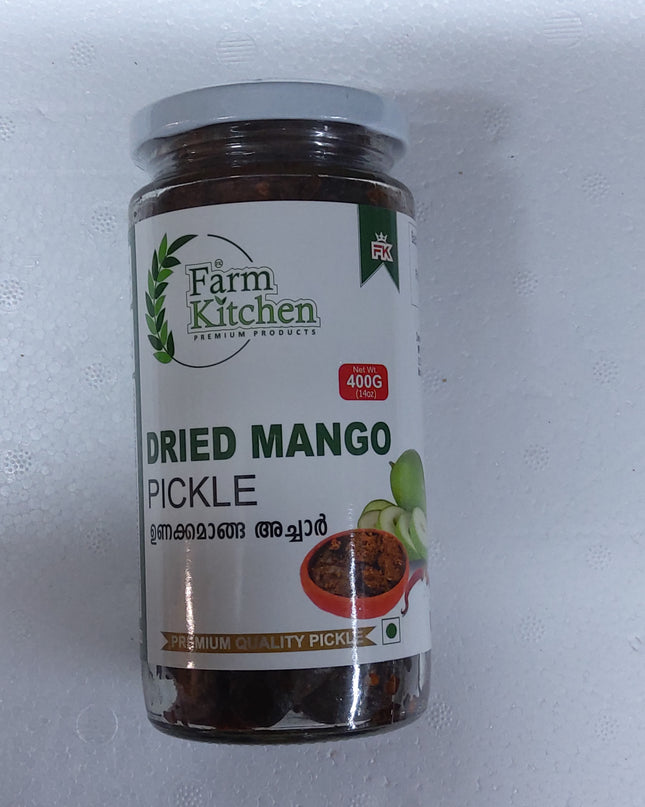 FK
Farm
Kitchen
PREMIUM PRODUCTS
Net Wt.
400G
(14oz)
DRIED MANGO
PICKLE
ഉണക്കമാങ്ങ അച്ചാർ
PREMIUM QUALITY PICKLE